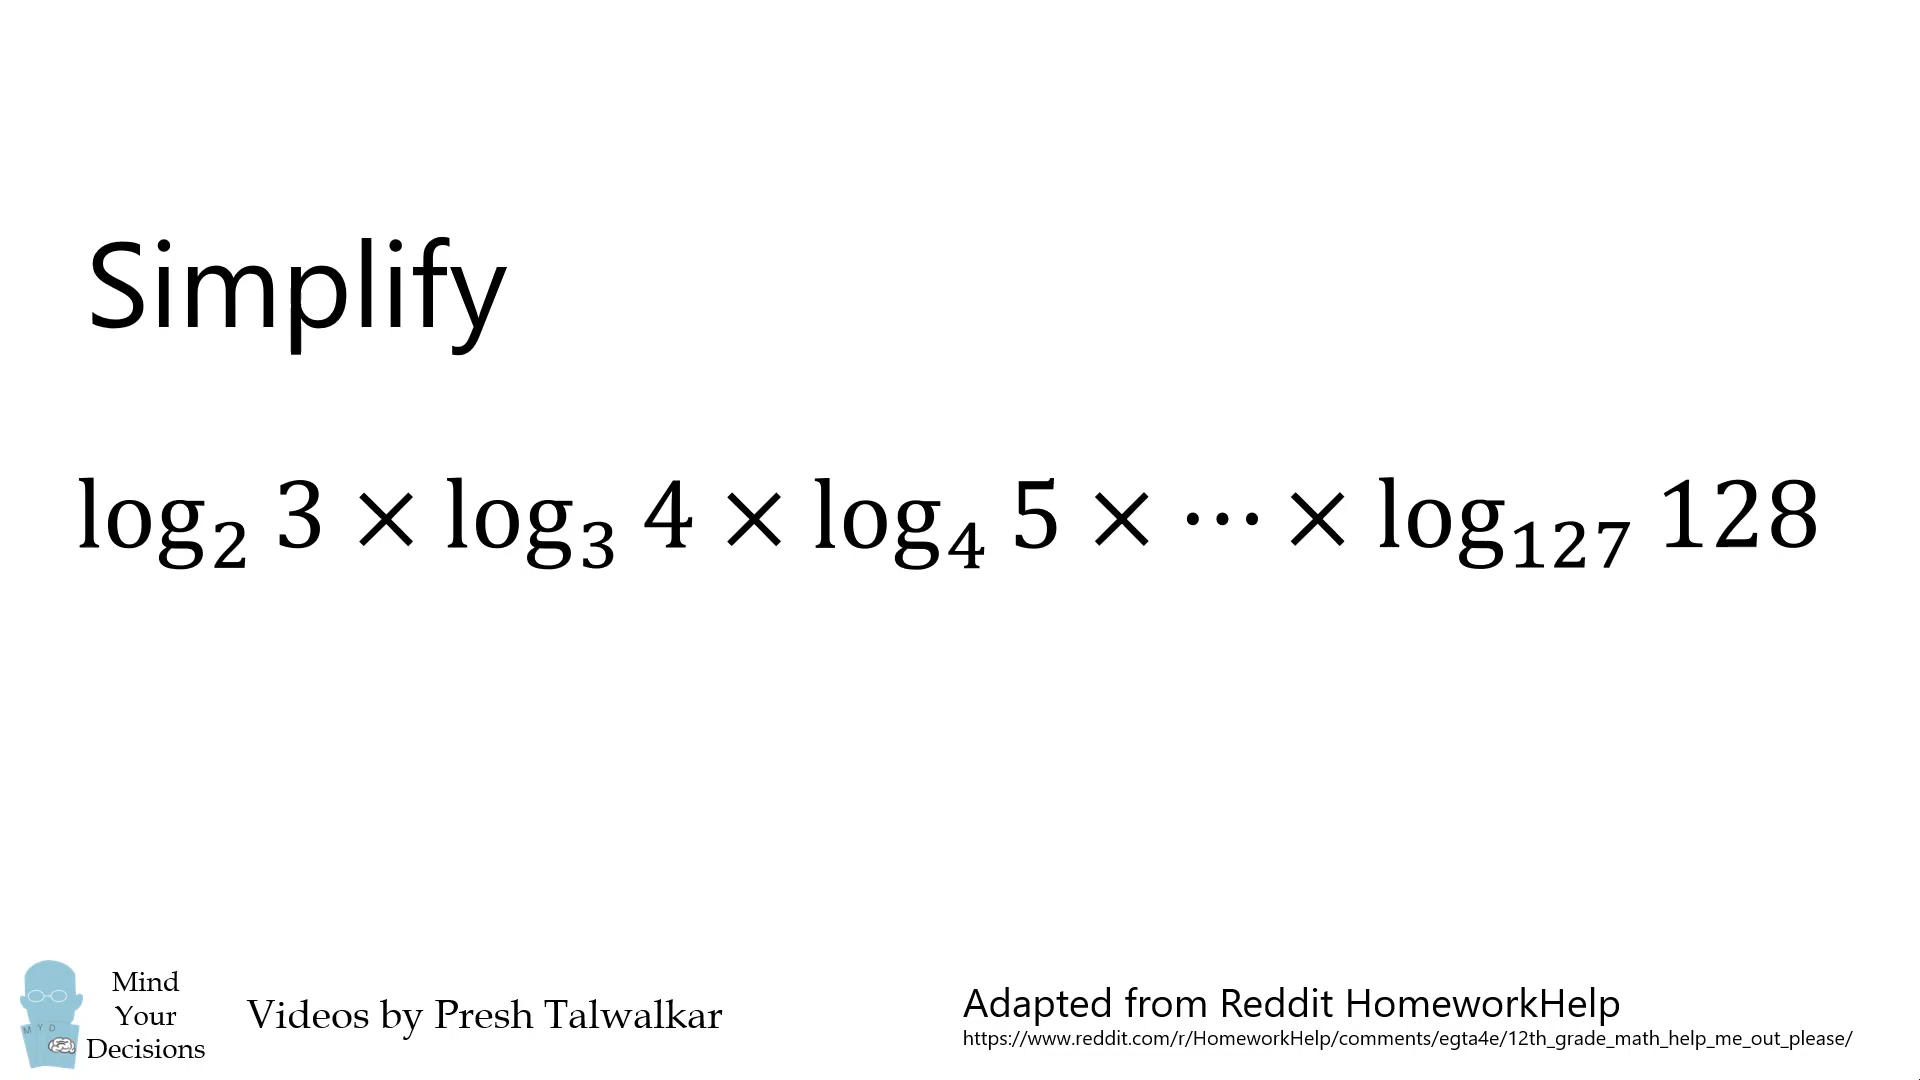 Simplify
log₂ 3 × log₃ 4 × log₄ 5 × ⋯ × log₁₂₇ 128
M Y D
Mind
Your
Decisions
Videos by Presh Talwalkar
Adapted from Reddit HomeworkHelp
https://www.reddit.com/r/HomeworkHelp/comments/egta4e/12th_grade_math_help_me_out_please/